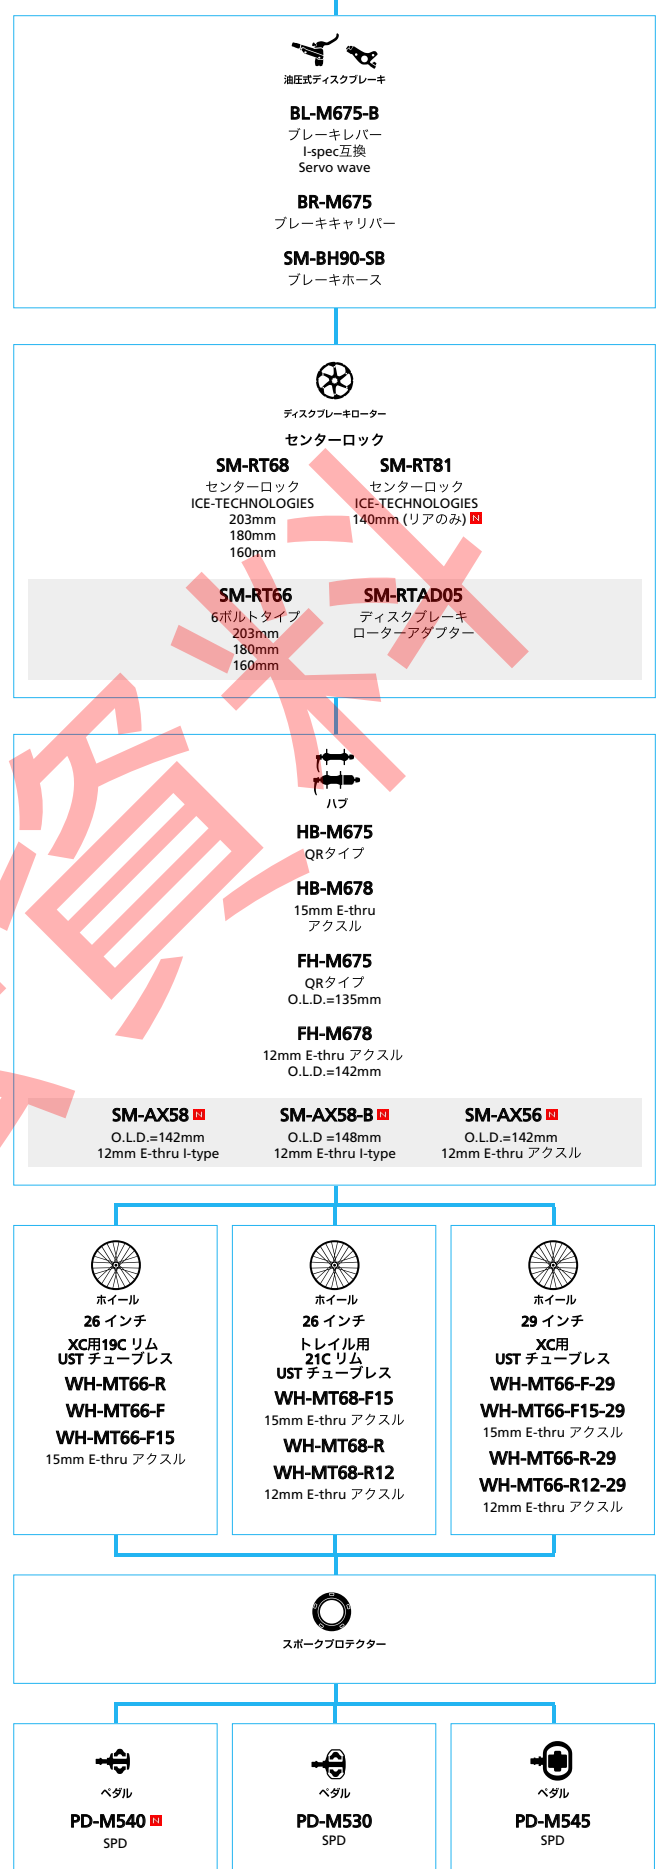 油圧式ディスクブレーキ
BL-M675-B
ブレーキレバー
I-spec互換
Servo wave
BR-M675
ブレーキキャリパー
SM-BH90-SB
ブレーキホース
ディスクブレーキローター
センターロック
SM-RT68
センターロック
ICE-TECHNOLOGIES
203mm
180mm
160mm
SM-RT81
センターロック
ICE-TECHNOLOGIES
140mm (リアのみ) N
SM-RT66
6ボルトタイプ
203mm
180mm
160mm
SM-RTAD05
ディスクブレーキ
ローターアダプター
資料
ハブ
HB-M675
QRタイプ
HB-M678
15mm E-thru
アクスル
FH-M675
QRタイプ
O.L.D.=135mm
FH-M678
12mm E-thru アクスル
O.L.D.=142mm
SM-AX58 N
O.L.D.=142mm
12mm E-thru I-type
SM-AX58-B N
O.L.D =148mm
12mm E-thru I-type
SM-AX56 N
O.L.D.=142mm
12mm E-thru アクスル
ホイール
26 インチ
XC用19C リム
UST チューブレス
WH-MT66-R
WH-MT66-F
WH-MT66-F15
15mm E-thru アクスル
ホイール
26 インチ
トレイル用
21C リム
UST チューブレス
WH-MT68-F15
15mm E-thru アクスル
WH-MT68-R
WH-MT68-R12
12mm E-thru アクスル
ホイール
29 インチ
XC用
UST チューブレス
WH-MT66-F-29
WH-MT66-F15-29
15mm E-thru アクスル
WH-MT66-R-29
WH-MT66-R12-29
12mm E-thru アクスル
スポークプロテクター
ペダル
PD-M540 N
SPD
ペダル
PD-M530
SPD
ペダル
PD-M545
SPD